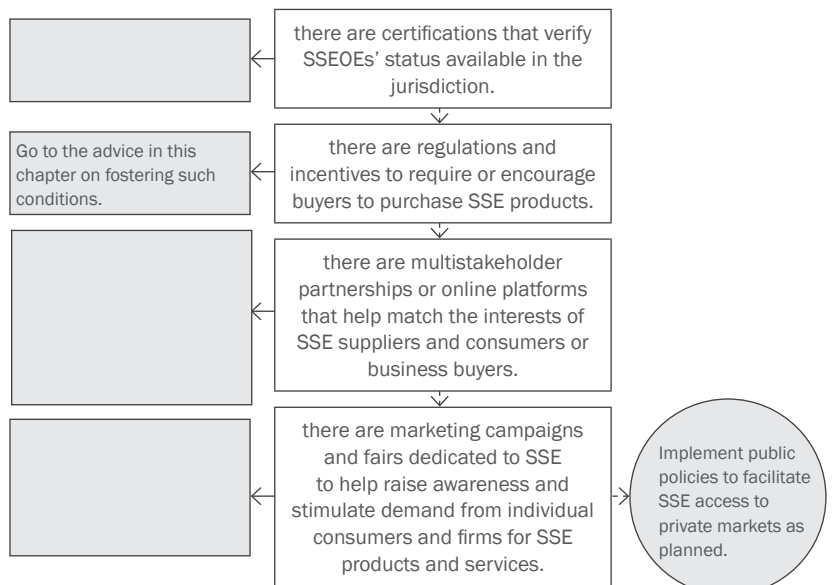 there are certifications that verify
SSEOEs’ status available in the
jurisdiction.
Go to the advice in this
chapter on fostering such
conditions.
there are regulations and
incentives to require or encourage
buyers to purchase SSE products.
there are multistakeholder
partnerships or online platforms
that help match the interests of
SSE suppliers and consumers or
business buyers.
there are marketing campaigns
and fairs dedicated to SSE
to help raise awareness and
stimulate demand from individual
consumers and firms for SSE
products and services.
Implement public
policies to facilitate
SSE access to
private markets as
planned.